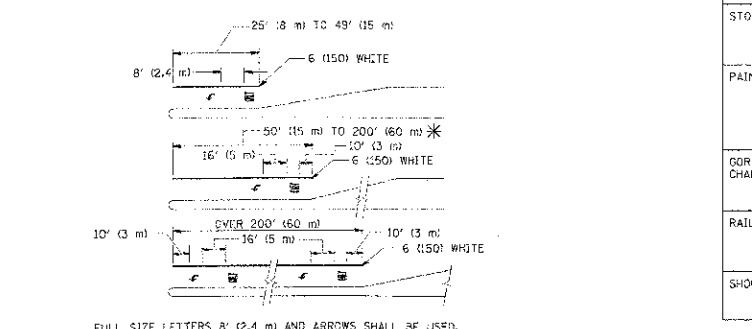 25' (8 m) TO 49' (15 m)
6 (150) WHITE
8' (2.4 m)
50' (15 m) TO 200' (60 m) *
16' (5 m)
10' (3 m)
6 (150) WHITE
OVER 200' (60 m)
10' (3 m)
16' (5 m)
10' (3 m)
6 (150) WHITE
FULL SIZE LETTERS 8' (2.4 m) AND ARROWS SHALL BE USED.
STO
PAIN
GOR
CHA
RAIL
SHO